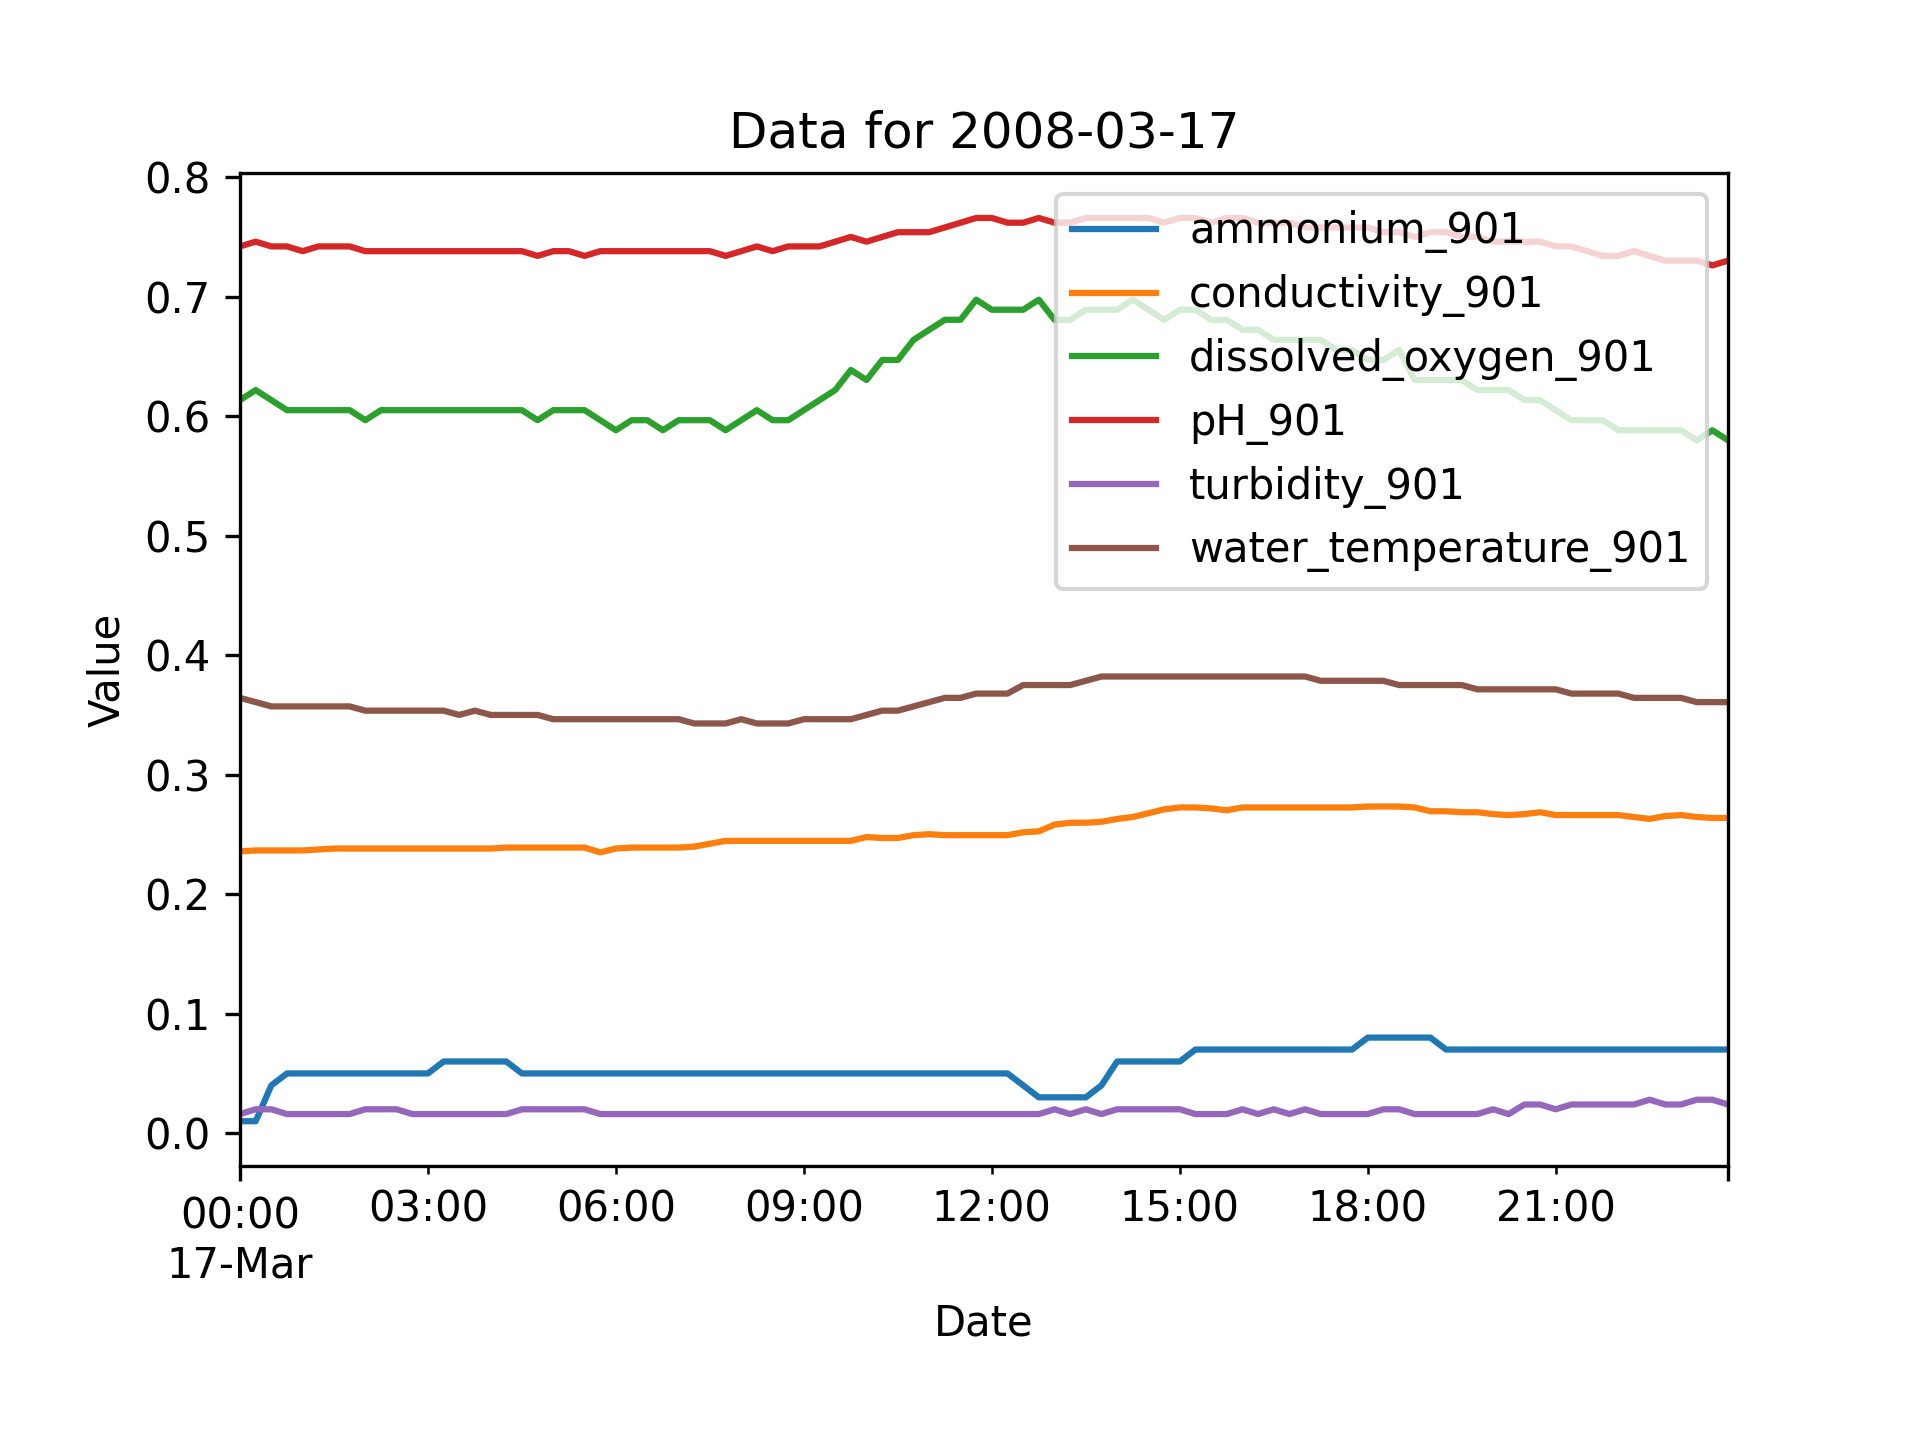 Data for 2008-03-17
0.8
0.7
0.6
0.5
0.4
0.3
0.2
0.1
0.0
Value
ammonium_901
conductivity_901
dissolved_oxygen_901
pH_901
turbidity_901
water_temperature_901
00:00 03:00 06:00 09:00 12:00 15:00 18:00 21:00
17-Mar
Date